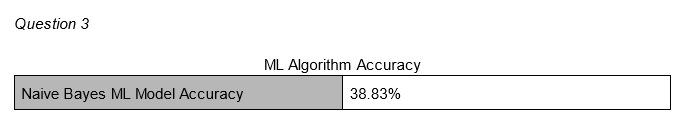 Question 3
ML Algorithm Accuracy
Naive Bayes ML Model Accuracy 38.83%